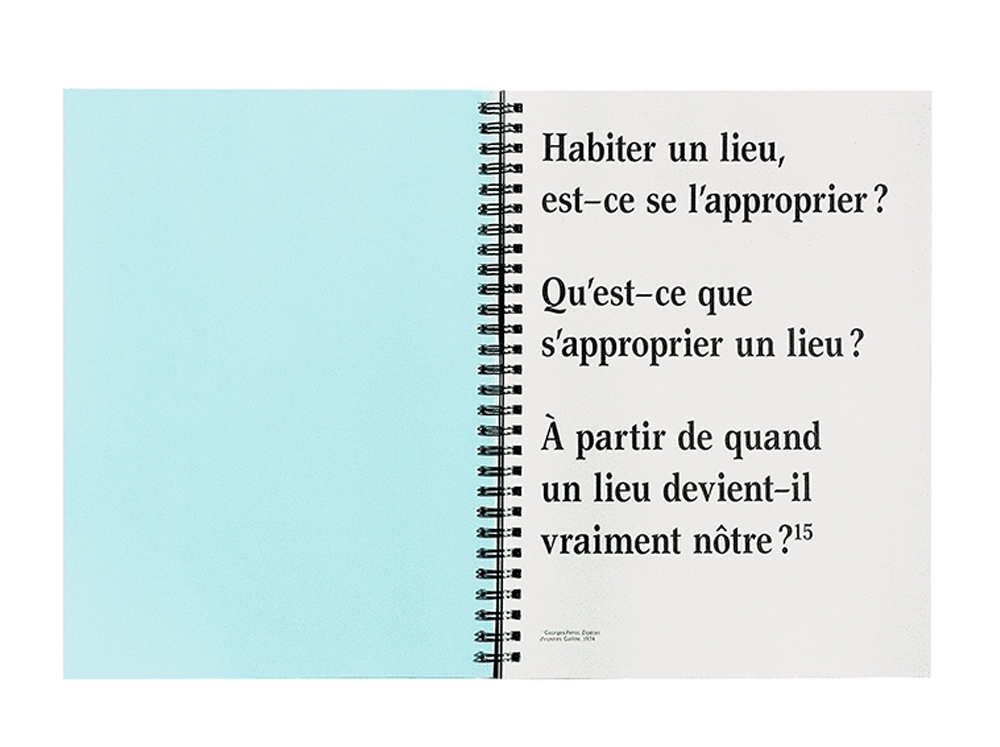 Habiter un lieu,
est–ce se l’approprier ?
Qu’est–ce que
s’approprier un lieu ?
À partir de quand
un lieu devient–il
vraiment nôtre ?¹⁵
Georges Perec, Espèces
d'espaces, Galilée, 1974